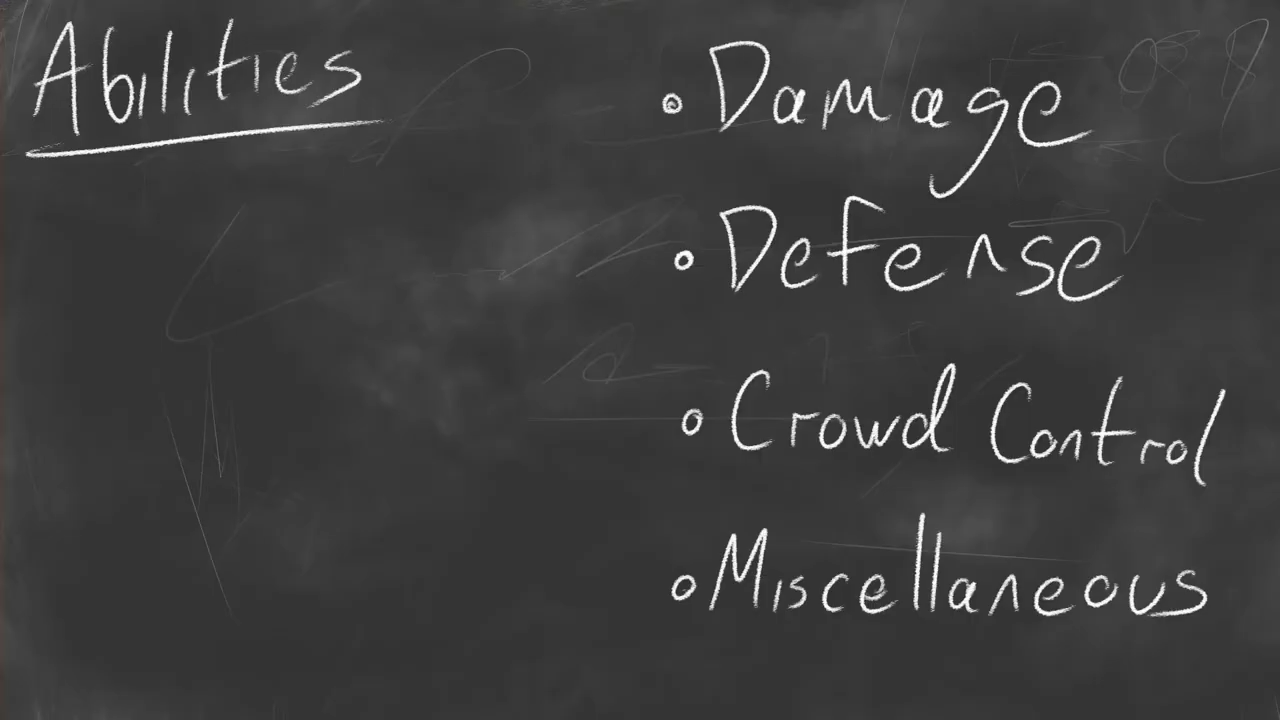 Abilities
• Damage
• Defense
• Crowd Control
• Miscellaneous